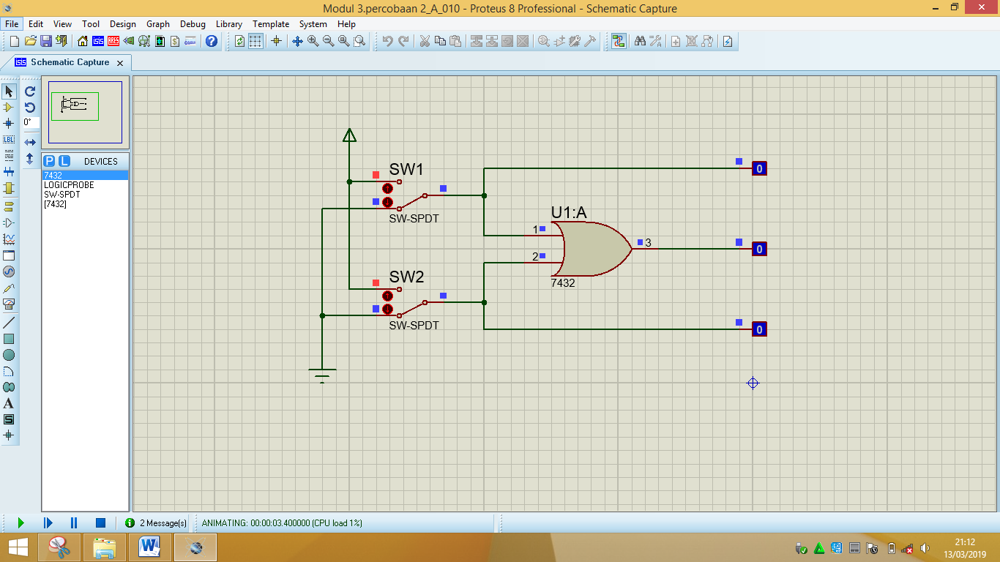 Modul 3.percobaan 2_A_010 - Proteus 8 Professional - Schematic Capture
File Edit View Tool Design Graph Debug Library Template System Help
Schematic Capture
0°
LBL
P L DEVICES
7432
LOGICPROBE
SW-SPDT
[7432]
A
S
SW1
SW-SPDT
SW2
SW-SPDT
U1:A
1
2
3
7432
0
0
0
2 Message(s)
ANIMATING: 00:00:03.400000 (CPU load 1%)
21:12
13/03/2019